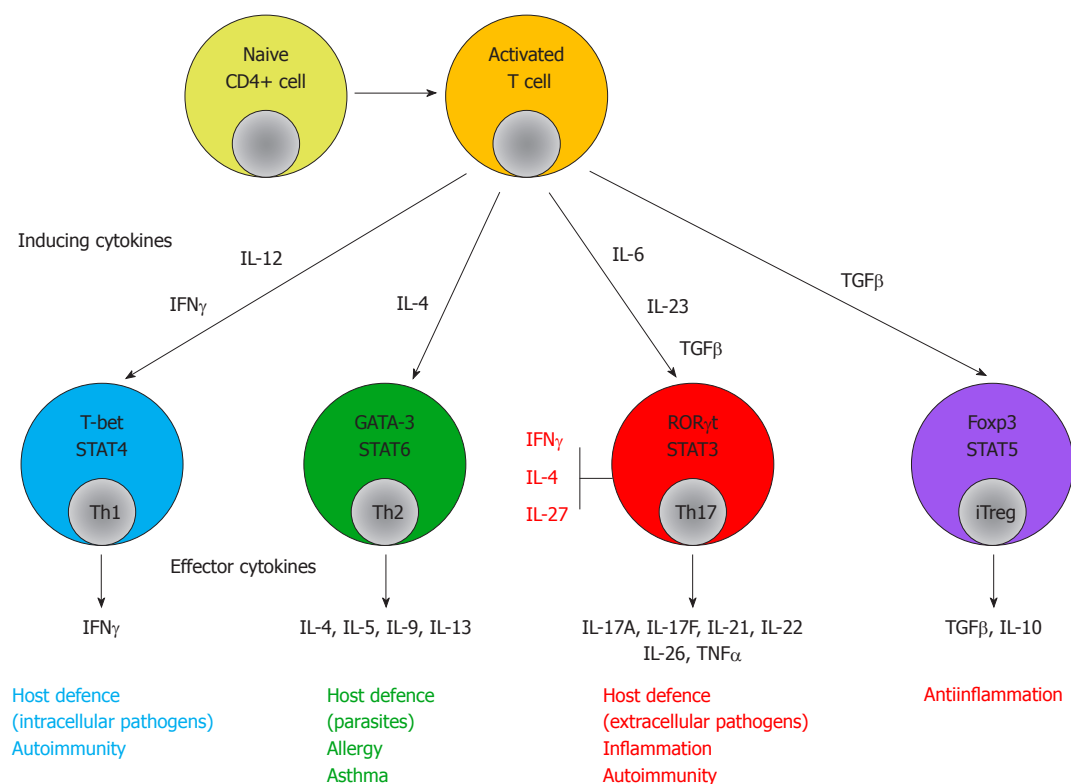 Naive
CD4+ cell
Activated
T cell
Inducing cytokines
IL-12
IFNγ
IL-4
IL-6
IL-23
TGFβ
TGFβ
T-bet
STAT4
Th1
GATA-3
STAT6
Th2
IFNγ
IL-4
IL-27
RORγt
STAT3
Th17
Foxp3
STAT5
iTreg
Effector cytokines
IFNγ
IL-4, IL-5, IL-9, IL-13
IL-17A, IL-17F, IL-21, IL-22
IL-26, TNFα
TGFβ, IL-10
Host defence
(intracellular pathogens)
Autoimmunity
Host defence
(parasites)
Allergy
Asthma
Host defence
(extracellular pathogens)
Inflammation
Autoimmunity
Antiinflammation